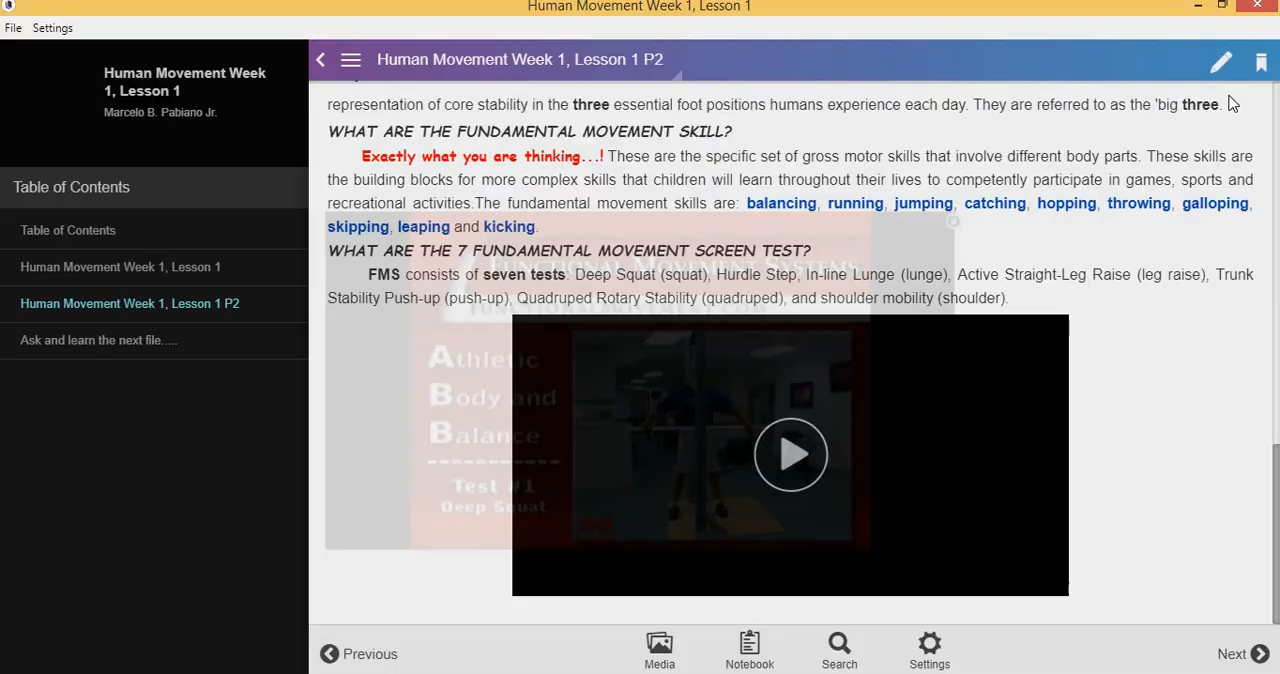 Human Movement Week 1, Lesson 1
File Settings
Human Movement Week
1, Lesson 1
Marcelo B. Pabiano Jr.
Human Movement Week 1, Lesson 1 P2
Table of Contents
Table of Contents
Human Movement Week 1, Lesson 1
Human Movement Week 1, Lesson 1 P2
Ask and learn the next file.....
representation of core stability in the three essential foot positions humans experience each day. They are referred to as the 'big three.
WHAT ARE THE FUNDAMENTAL MOVEMENT SKILL?
Exactly what you are thinking...! These are the specific set of gross motor skills that involve different body parts. These skills are
the building blocks for more complex skills that children will learn throughout their lives to competently participate in games, sports and
recreational activities.The fundamental movement skills are: balancing, running, jumping, catching, hopping, throwing, galloping,
skipping, leaping and kicking.
WHAT ARE THE 7 FUNDAMENTAL MOVEMENT SCREEN TEST?
FMS consists of seven tests: Deep Squat (squat), Hurdle Step, In-line Lunge (lunge), Active Straight-Leg Raise (leg raise), Trunk
Stability Push-up (push-up), Quadruped Rotary Stability (quadruped), and shoulder mobility (shoulder).
Functional Movement Systems
FUNCTIONALMOVEMENT.COM
Athletic
Body and
Balance
Test #1
Deep Squat
Previous
Media
Notebook
Search
Settings
Next